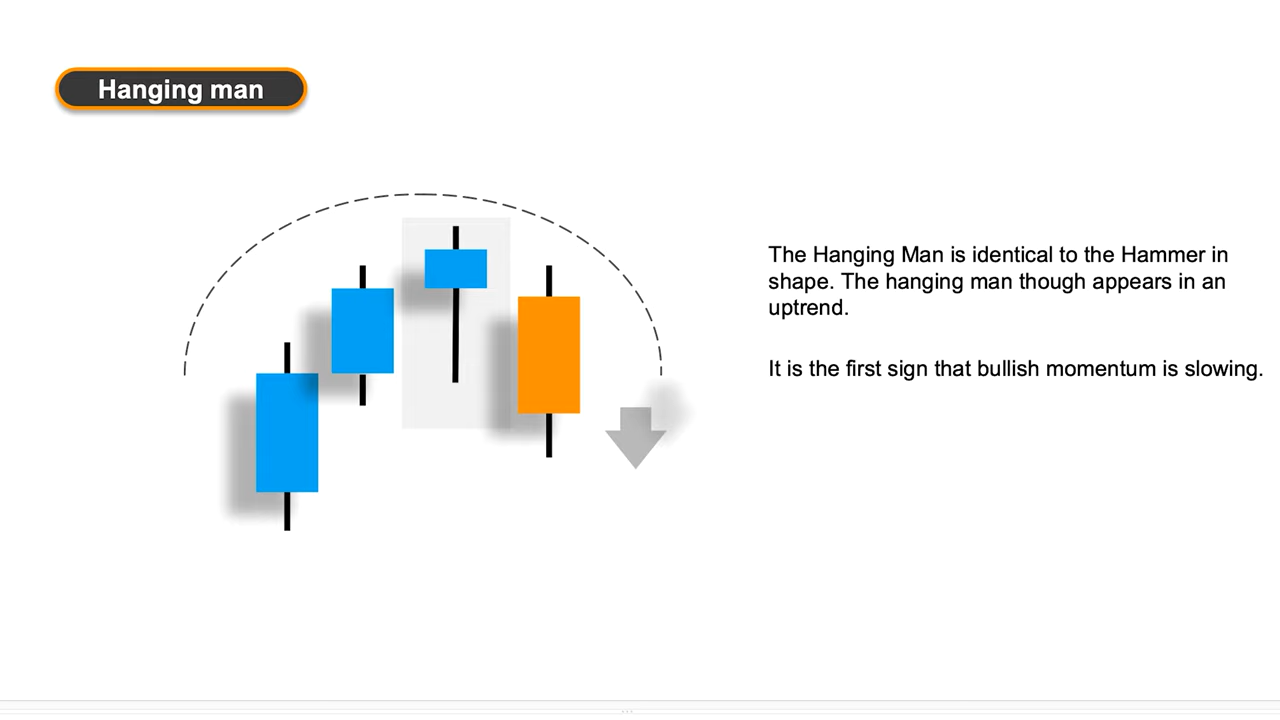 Hanging man
The Hanging Man is identical to the Hammer in
shape. The hanging man though appears in an
uptrend.
It is the first sign that bullish momentum is slowing.